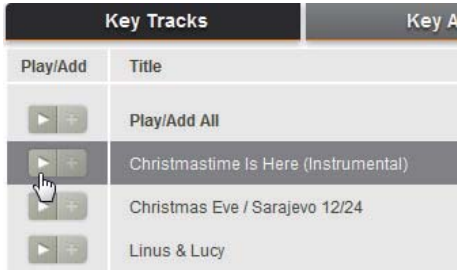 Key Tracks Key A
Play/Add Title
Play/Add All
Christmastime Is Here (Instrumental)
Christmas Eve / Sarajevo 12/24
Linus & Lucy